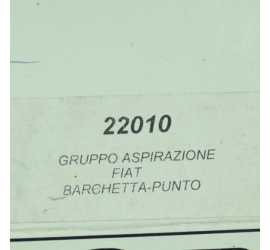 22010
GRUPPO ASPIRAZIONE
FIAT
BARCHETTA-PUNTO